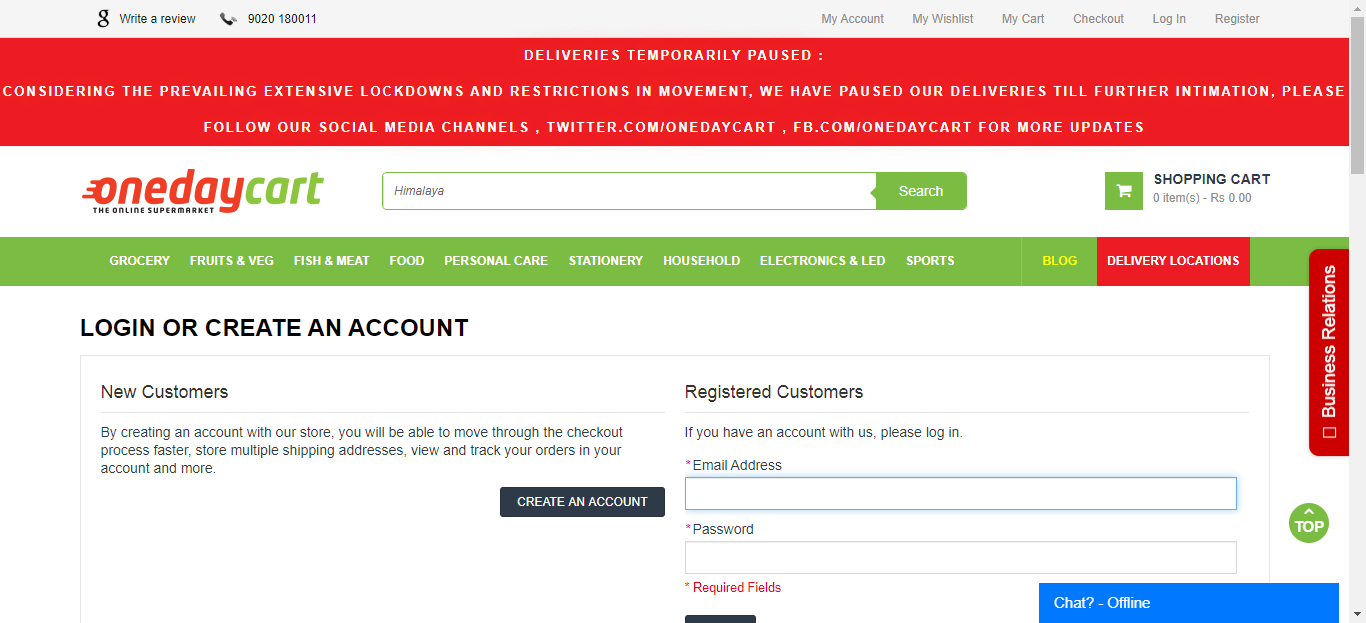 g Write a review 9020 180011 My Account My Wishlist My Cart Checkout Log In Register
DELIVERIES TEMPORARILY PAUSED :
CONSIDERING THE PREVAILING EXTENSIVE LOCKDOWNS AND RESTRICTIONS IN MOVEMENT, WE HAVE PAUSED OUR DELIVERIES TILL FURTHER INTIMATION, PLEASE
FOLLOW OUR SOCIAL MEDIA CHANNELS , TWITTER.COM/ONEDAYCART , FB.COM/ONEDAYCART FOR MORE UPDATES
onedaycart
THE ONLINE SUPERMARKET
Himalaya Search
SHOPPING CART
0 item(s) - Rs 0.00
GROCERY FRUITS & VEG FISH & MEAT FOOD PERSONAL CARE STATIONERY HOUSEHOLD ELECTRONICS & LED SPORTS BLOG DELIVERY LOCATIONS
Business Relations
LOGIN OR CREATE AN ACCOUNT
New Customers
By creating an account with our store, you will be able to move through the checkout
process faster, store multiple shipping addresses, view and track your orders in your
account and more.
CREATE AN ACCOUNT
Registered Customers
If you have an account with us, please log in.
*Email Address
*Password
* Required Fields
TOP
Chat? - Offline